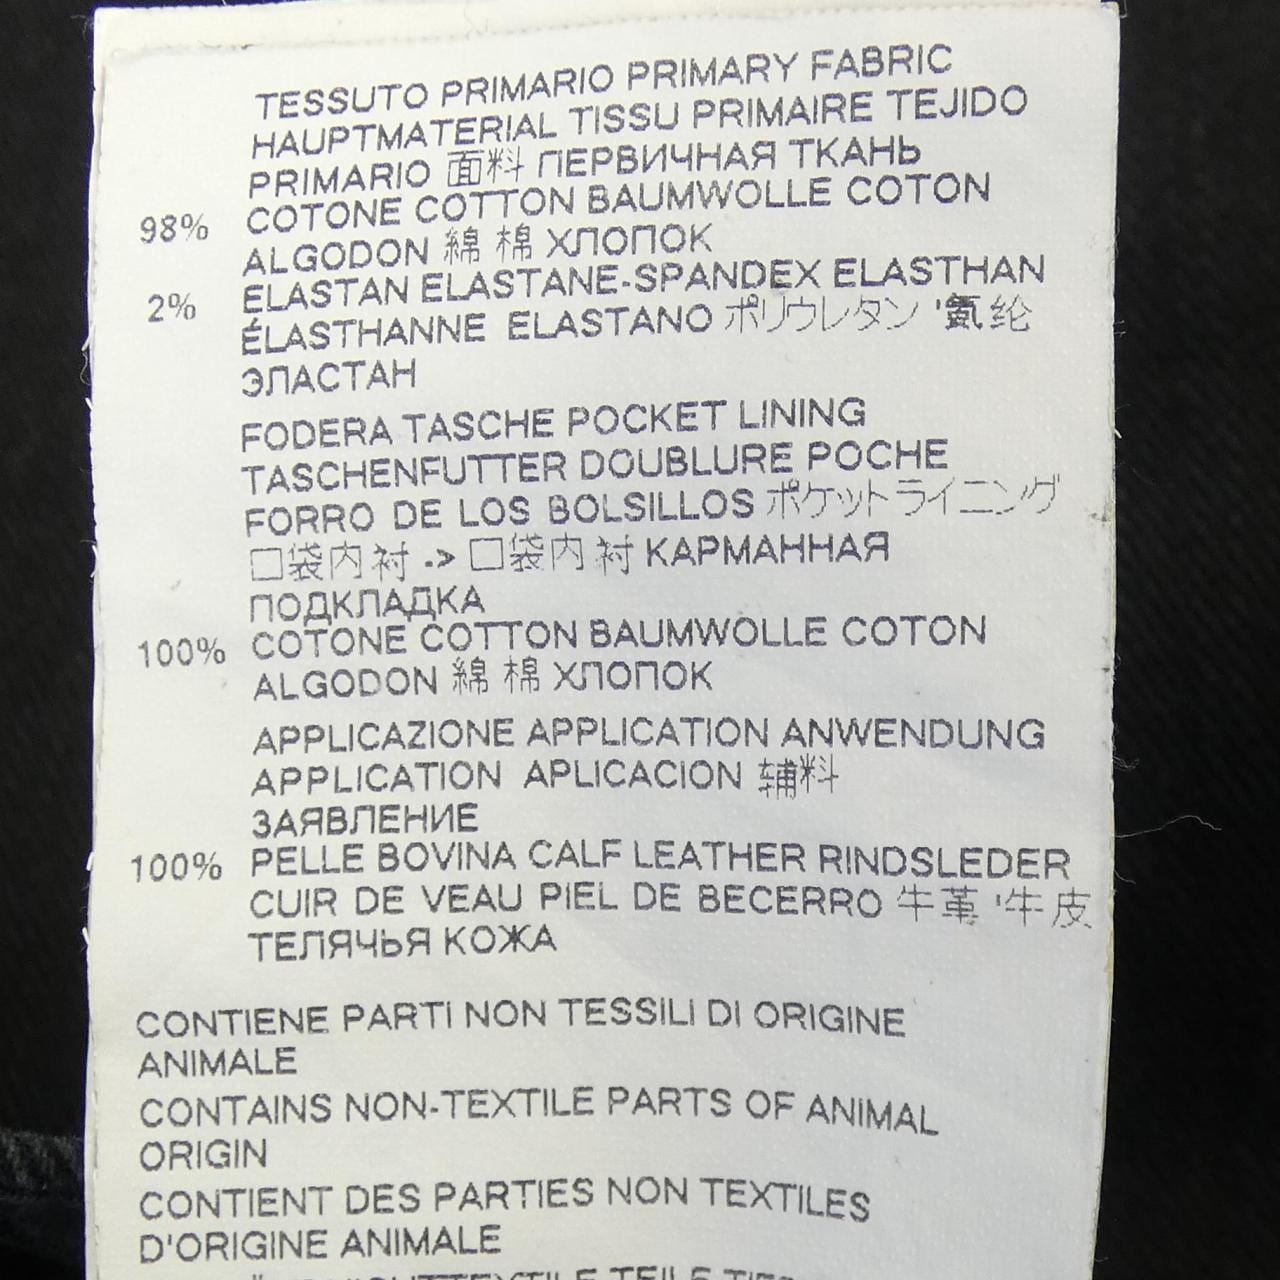 TESSUTO PRIMARIO PRIMARY FABRIC
HAUPTMATERIAL TISSU PRIMAIRE TEJIDO
PRIMARIO 面料 ПЕРВИЧНАЯ ТКАНЬ
98% COTONE COTTON BAUMWOLLE COTON
ALGODON 綿 棉 ХЛОПОК
2% ELASTAN ELASTANE-SPANDEX ELASTHAN
ÉLASTHANNE ELASTANO ポリウレタン '氨纶
ЭЛАСТАН
FODERA TASCHE POCKET LINING
TASCHENFUTTER DOUBLURE POCHE
FORRO DE LOS BOLSILLOS ポケットライニング
口袋内衬 -> 口袋内衬 КАРМАННАЯ
ПОДКЛАДКА
100% COTONE COTTON BAUMWOLLE COTON
ALGODON 綿 棉 ХЛОПОК
APPLICAZIONE APPLICATION ANWENDUNG
APPLICATION APLICACION 辅料
ЗАЯВЛЕНИЕ
100% PELLE BOVINA CALF LEATHER RINDSLEDER
CUIR DE VEAU PIEL DE BECERRO 牛革 '牛皮
ТЕЛЯЧЬЯ КОЖА
CONTIENE PARTI NON TESSILI DI ORIGINE
ANIMALE
CONTAINS NON-TEXTILE PARTS OF ANIMAL
ORIGIN
CONTIENT DES PARTIES NON TEXTILES
D'ORIGINE ANIMALE